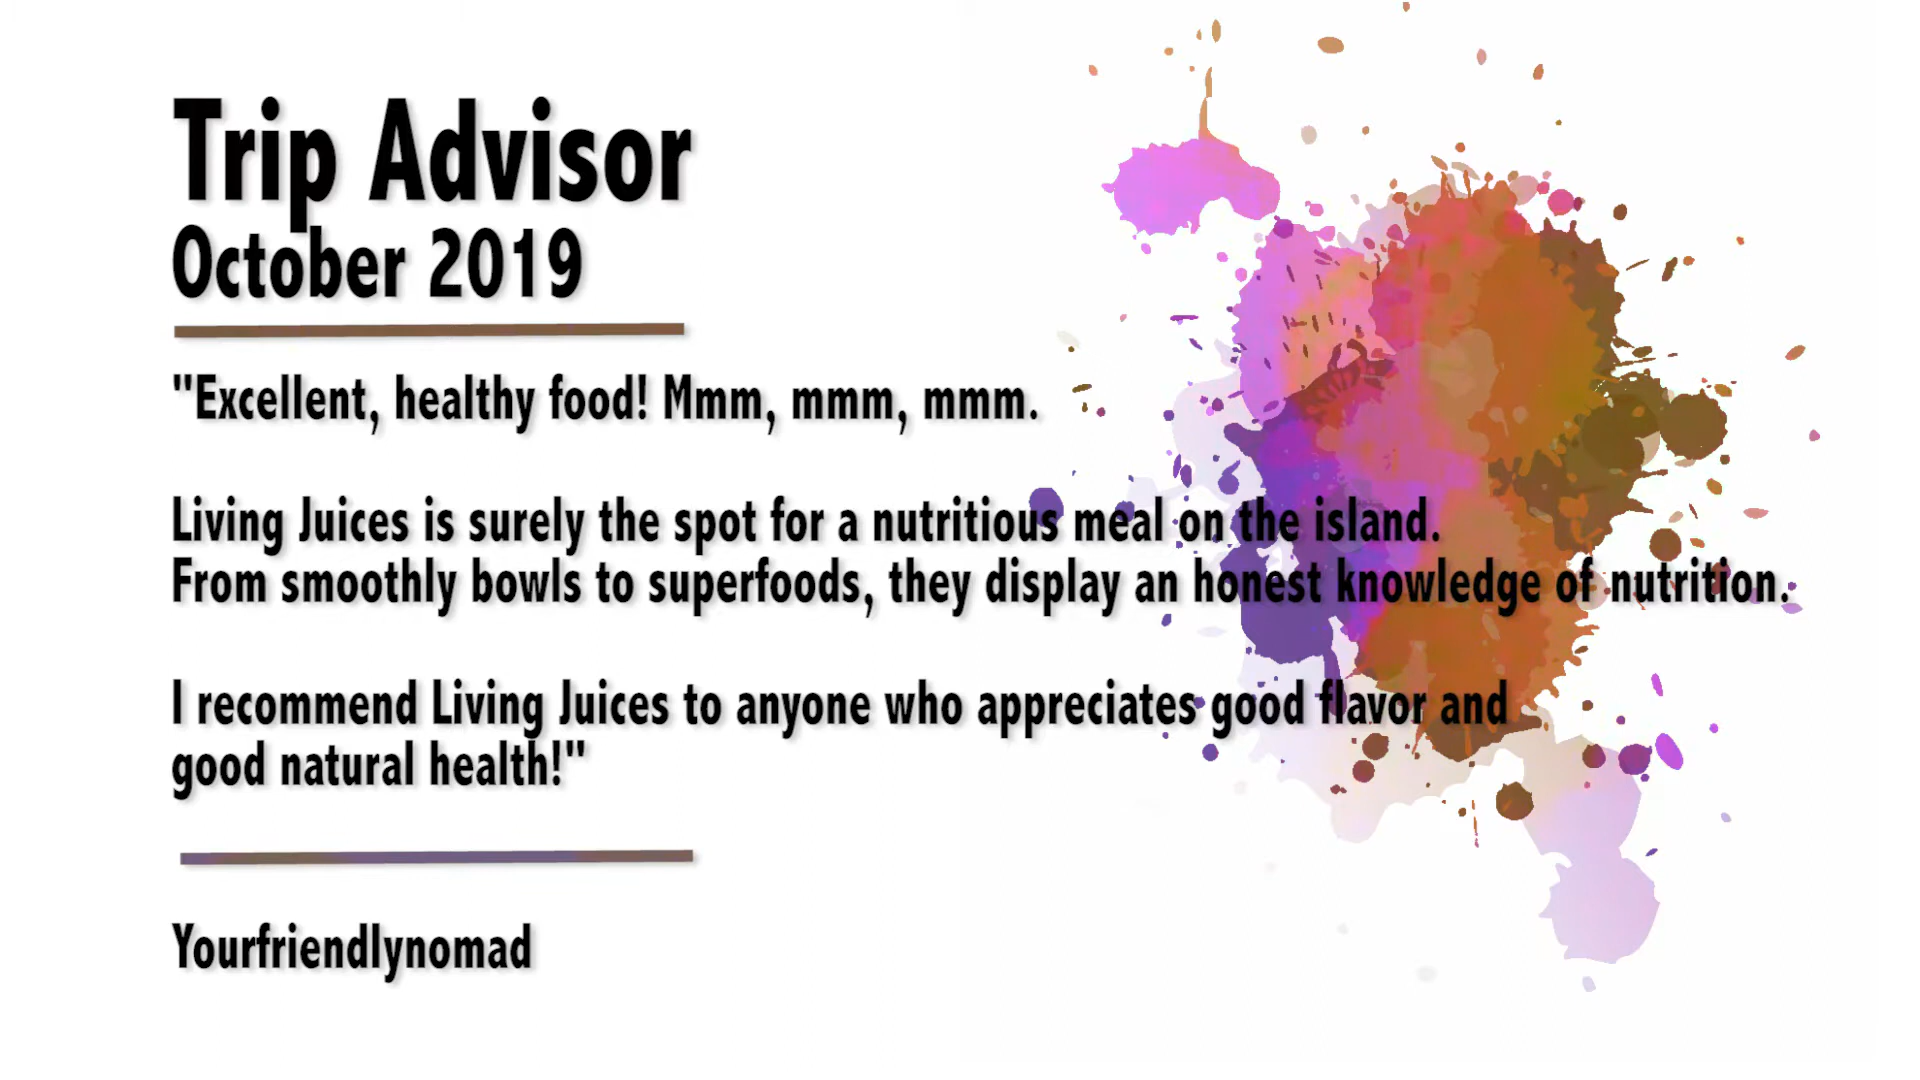 Trip Advisor
October 2019
"Excellent, healthy food! Mmm, mmm, mmm.
Living Juices is surely the spot for a nutritious meal on the island.
From smoothly bowls to superfoods, they display an honest knowledge of nutrition.
I recommend Living Juices to anyone who appreciates good flavor and
good natural health!"
Yourfriendlynomad